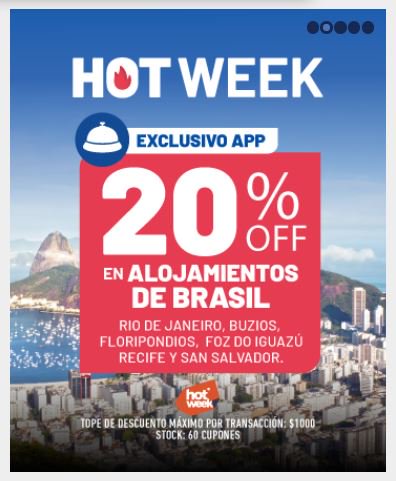 HOT WEEK
EXCLUSIVO APP
20% OFF
EN ALOJAMIENTOS
DE BRASIL
RIO DE JANEIRO, BUZIOS,
FLORIPONDIOS, FOZ DO IGUAZÚ
RECIFE Y SAN SALVADOR.
hot
week
TOPE DE DESCUENTO MÁXIMO POR TRANSACCIÓN: $1000
STOCK: 60 CUPONES